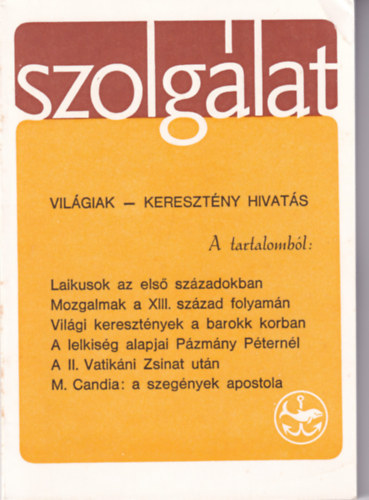 szolgálat
VILÁGIAK — KERESZTÉNY HIVATÁS
A tartalomból:
Laikusok az első századokban
Mozgalmak a XIII. század folyamán
Világi keresztények a barokk korban
A lelkiség alapjai Pázmány Péternél
A II. Vatikáni Zsinat után
M. Candia: a szegények apostola